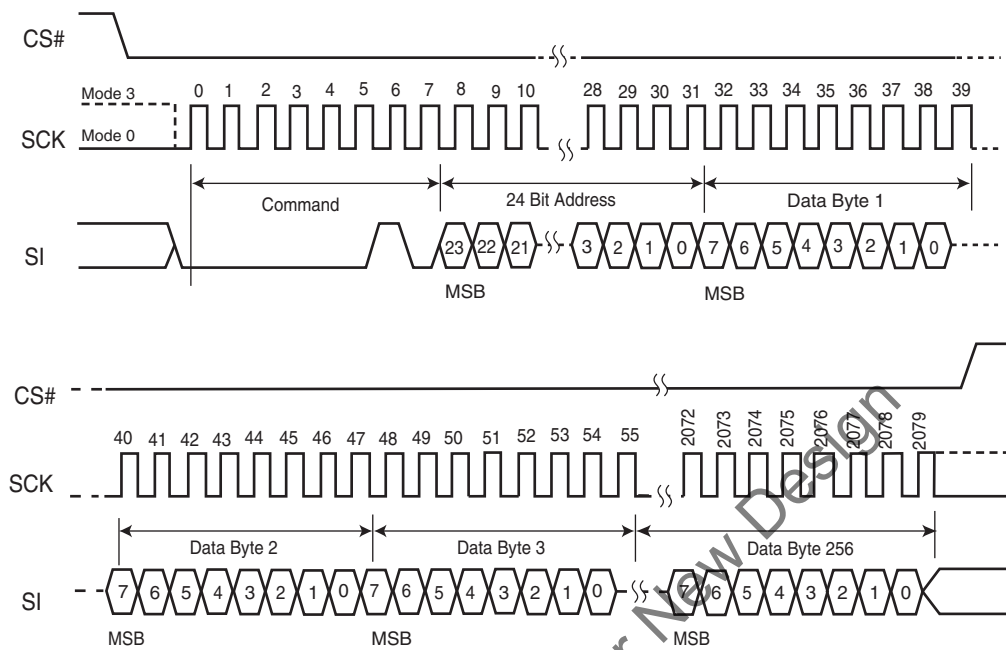 CS#
Mode 3
0 1 2 3 4 5 6 7 8 9 10 28 29 30 31 32 33 34 35 36 37 38 39
SCK
Mode 0
Command
24 Bit Address
Data Byte 1
SI
23 22 21 3 2 1 0 7 6 5 4 3 2 1 0
MSB
MSB
CS#
40 41 42 43 44 45 46 47 48 49 50 51 52 53 54 55 2072 2073 2074 2075 2076 2077 2078 2079
SCK
Data Byte 2
Data Byte 3
Data Byte 256
SI
7 6 5 4 3 2 1 0 7 6 5 4 3 2 1 0 7 6 5 4 3 2 1 0
MSB
MSB
MSB
New Design